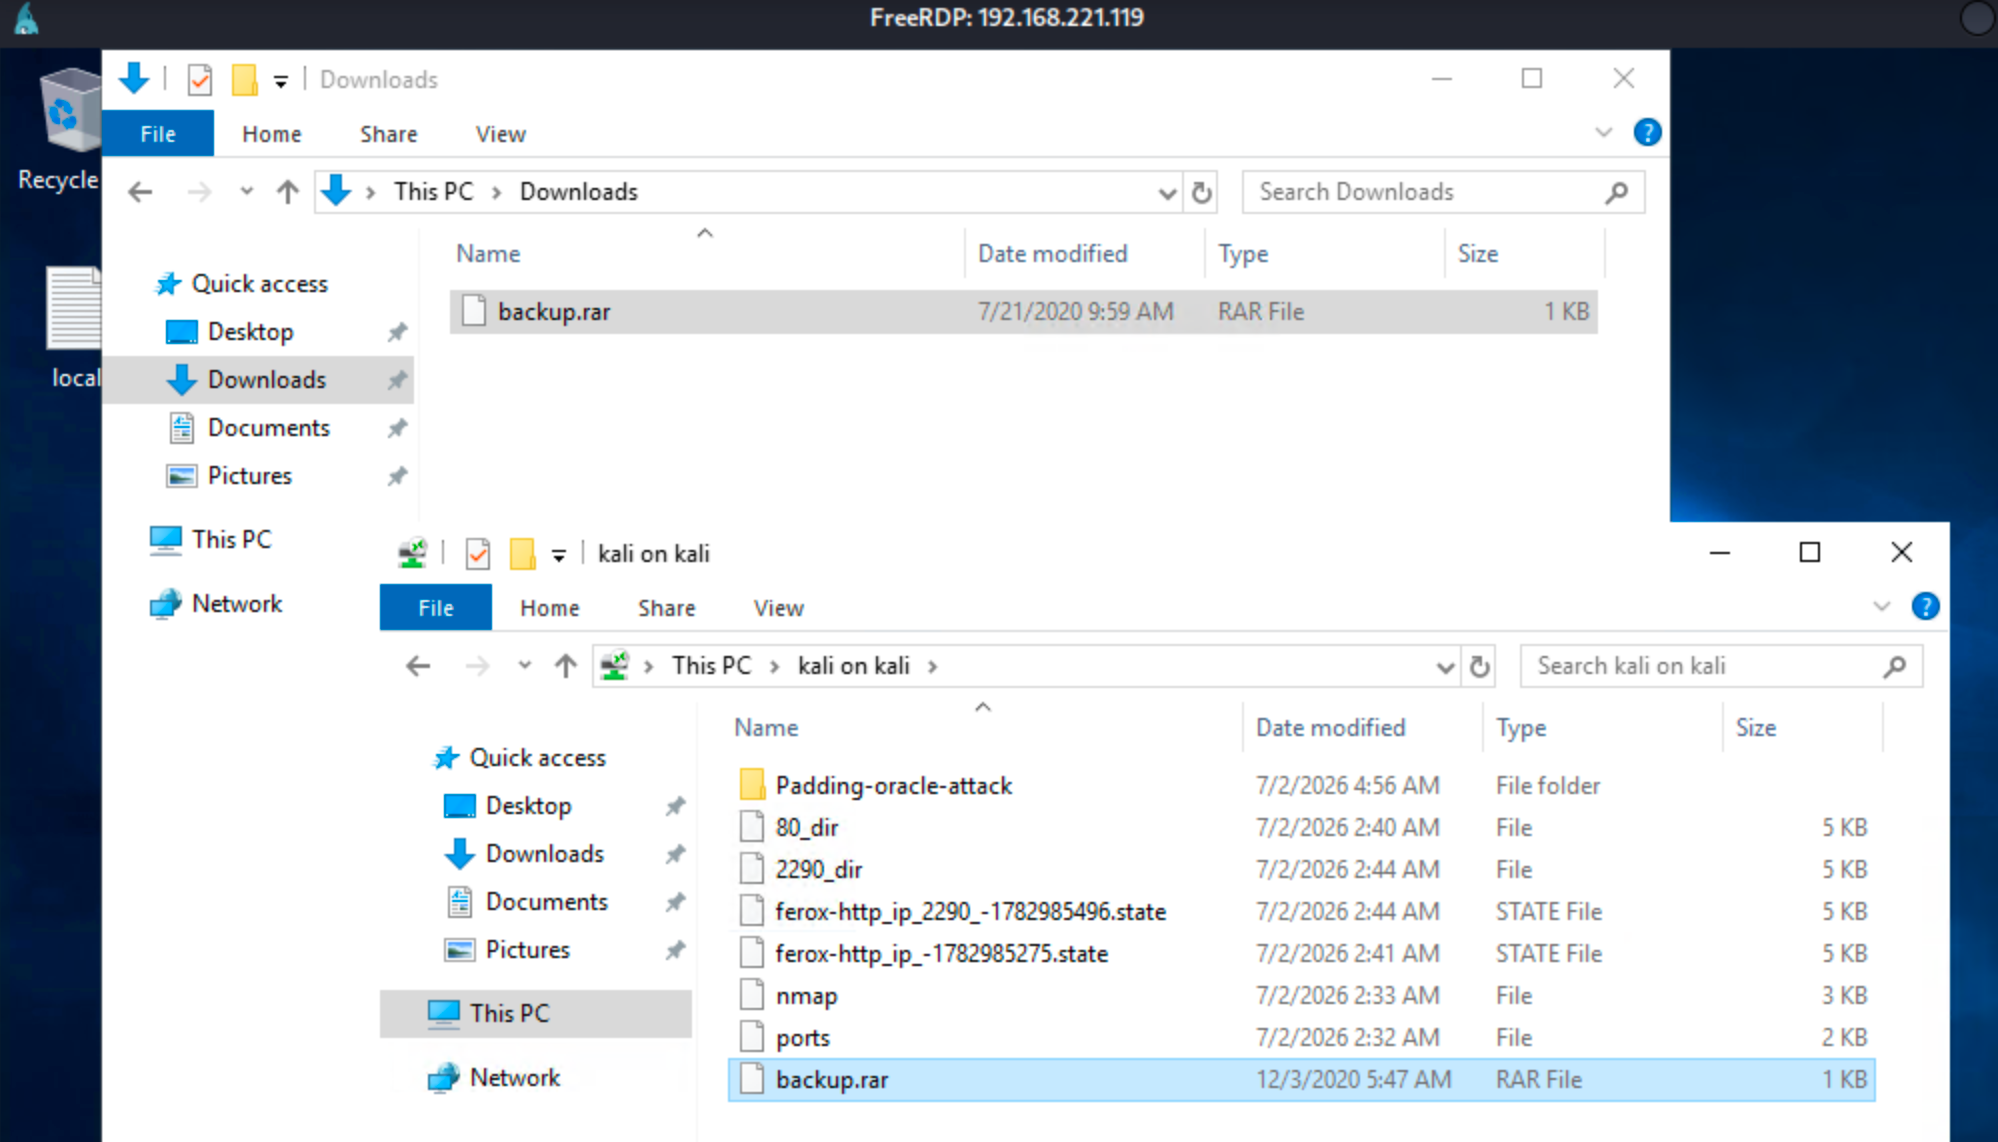 FreeRDP: 192.168.221.119
Downloads
File Home Share View
Recycle
This PC > Downloads
Search Downloads
Name Date modified Type Size
Quick access
backup.rar 7/21/2020 9:59 AM RAR File 1 KB
Desktop
local
Downloads
Documents
Pictures
This PC
Network
kali on kali
File Home Share View
This PC > kali on kali >
Search kali on kali
Name Date modified Type Size
Quick access
Desktop
Downloads
Documents
Pictures
This PC
Network
Padding-oracle-attack 7/2/2026 4:56 AM File folder
80_dir 7/2/2026 2:40 AM File 5 KB
2290_dir 7/2/2026 2:44 AM File 5 KB
ferox-http_ip_2290_-1782985496.state 7/2/2026 2:44 AM STATE File 5 KB
ferox-http_ip_-1782985275.state 7/2/2026 2:41 AM STATE File 5 KB
nmap 7/2/2026 2:33 AM File 3 KB
ports 7/2/2026 2:32 AM File 2 KB
backup.rar 12/3/2020 5:47 AM RAR File 1 KB